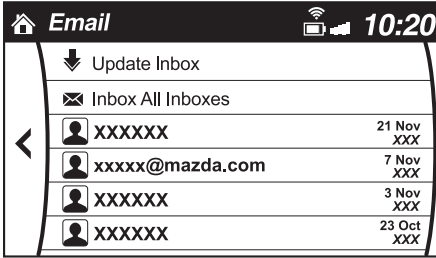 Email 10:20
Update Inbox
Inbox All Inboxes
XXXXXX 21 Nov
XXX
xxxxx@mazda.com 7 Nov
XXX
XXXXXX 3 Nov
XXX
XXXXXX 23 Oct
XXX